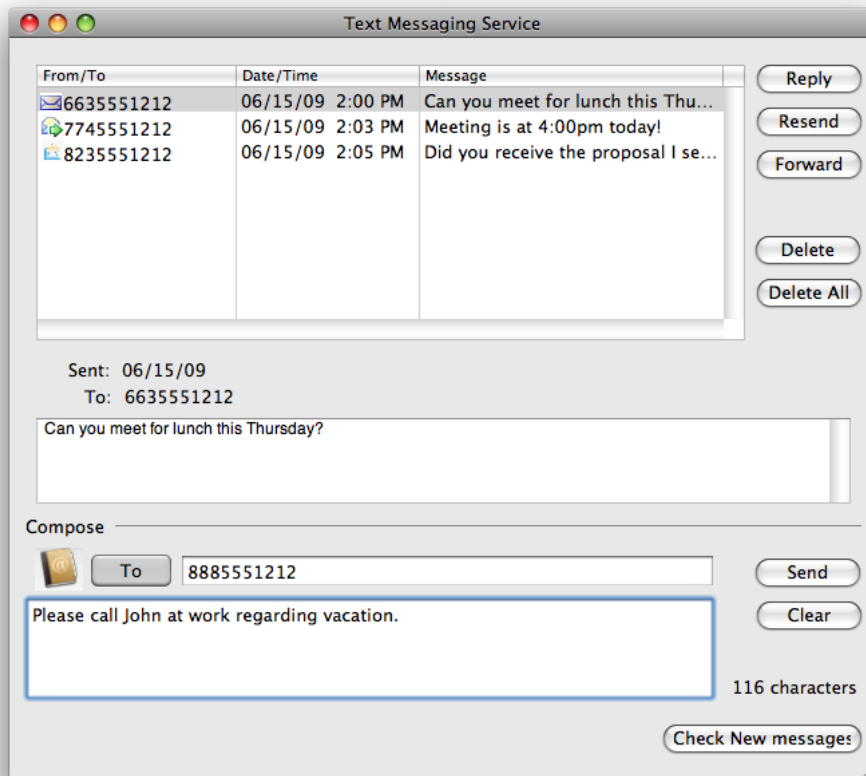 Text Messaging Service
From/To Date/Time Message
6635551212 06/15/09 2:00 PM Can you meet for lunch this Thu...
7745551212 06/15/09 2:03 PM Meeting is at 4:00pm today!
8235551212 06/15/09 2:05 PM Did you receive the proposal I se...
Reply
Resend
Forward
Delete
Delete All
Sent: 06/15/09
To: 6635551212
Can you meet for lunch this Thursday?
Compose
@ To 8885551212 Send
Please call John at work regarding vacation.
Clear
116 characters
Check New messages